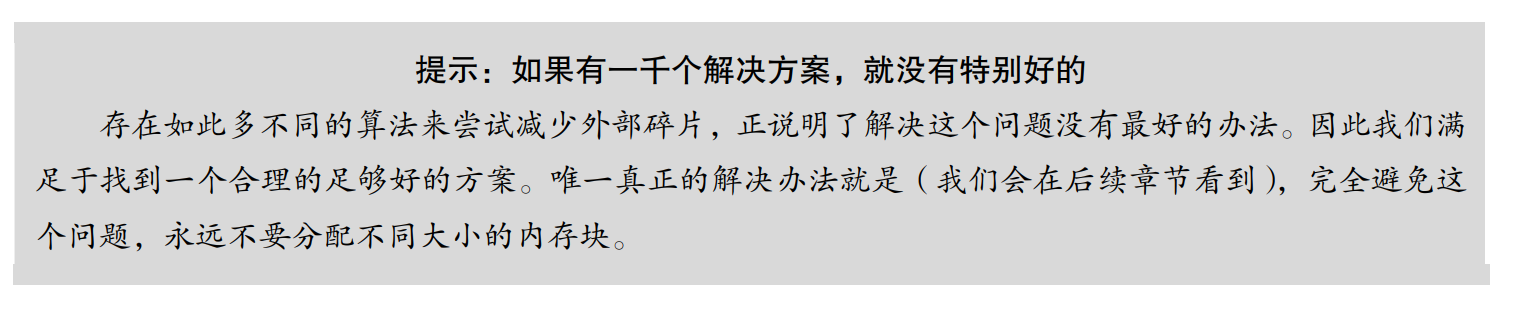 提示：如果有一千个解决方案，就没有特别好的
存在如此多不同的算法来尝试减少外部碎片，正说明了解决这个问题没有最好的办法。因此我们满
足于找到一个合理的足够好的方案。唯一真正的解决办法就是（我们会在后续章节看到），完全避免这
个问题，永远不要分配不同大小的内存块。